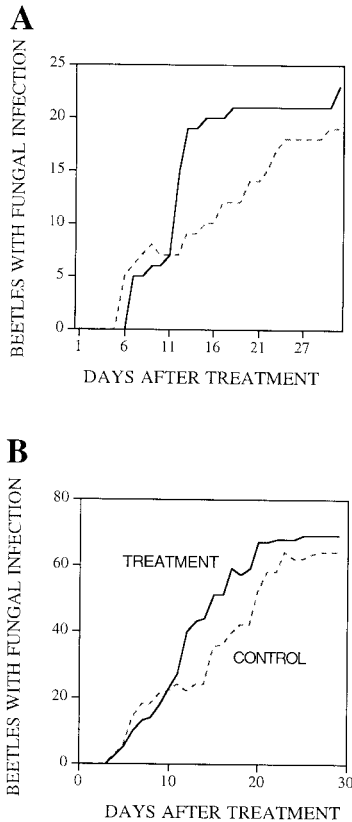 A
BEETLES WITH FUNGAL INFECTION
25
20
15
10
5
0
1 6 11 16 21 27
DAYS AFTER TREATMENT
B
BEETLES WITH FUNGAL INFECTION
80
60
40
20
0
TREATMENT
CONTROL
0 10 20 30
DAYS AFTER TREATMENT